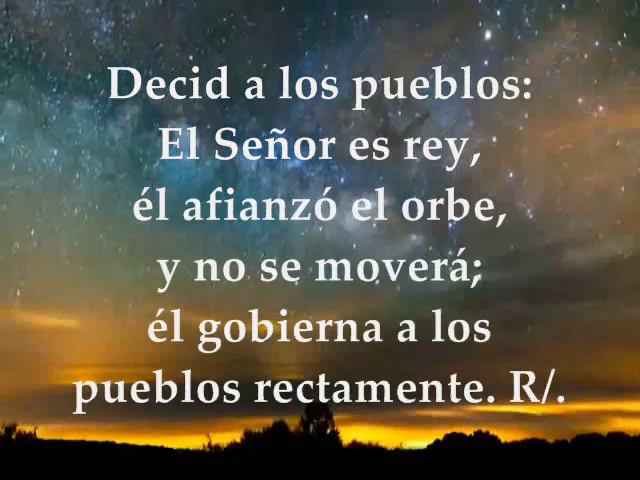 Decid a los pueblos:
El Señor es rey,
él afianzó el orbe,
y no se moverá;
él gobierna a los
pueblos rectamente. R/.